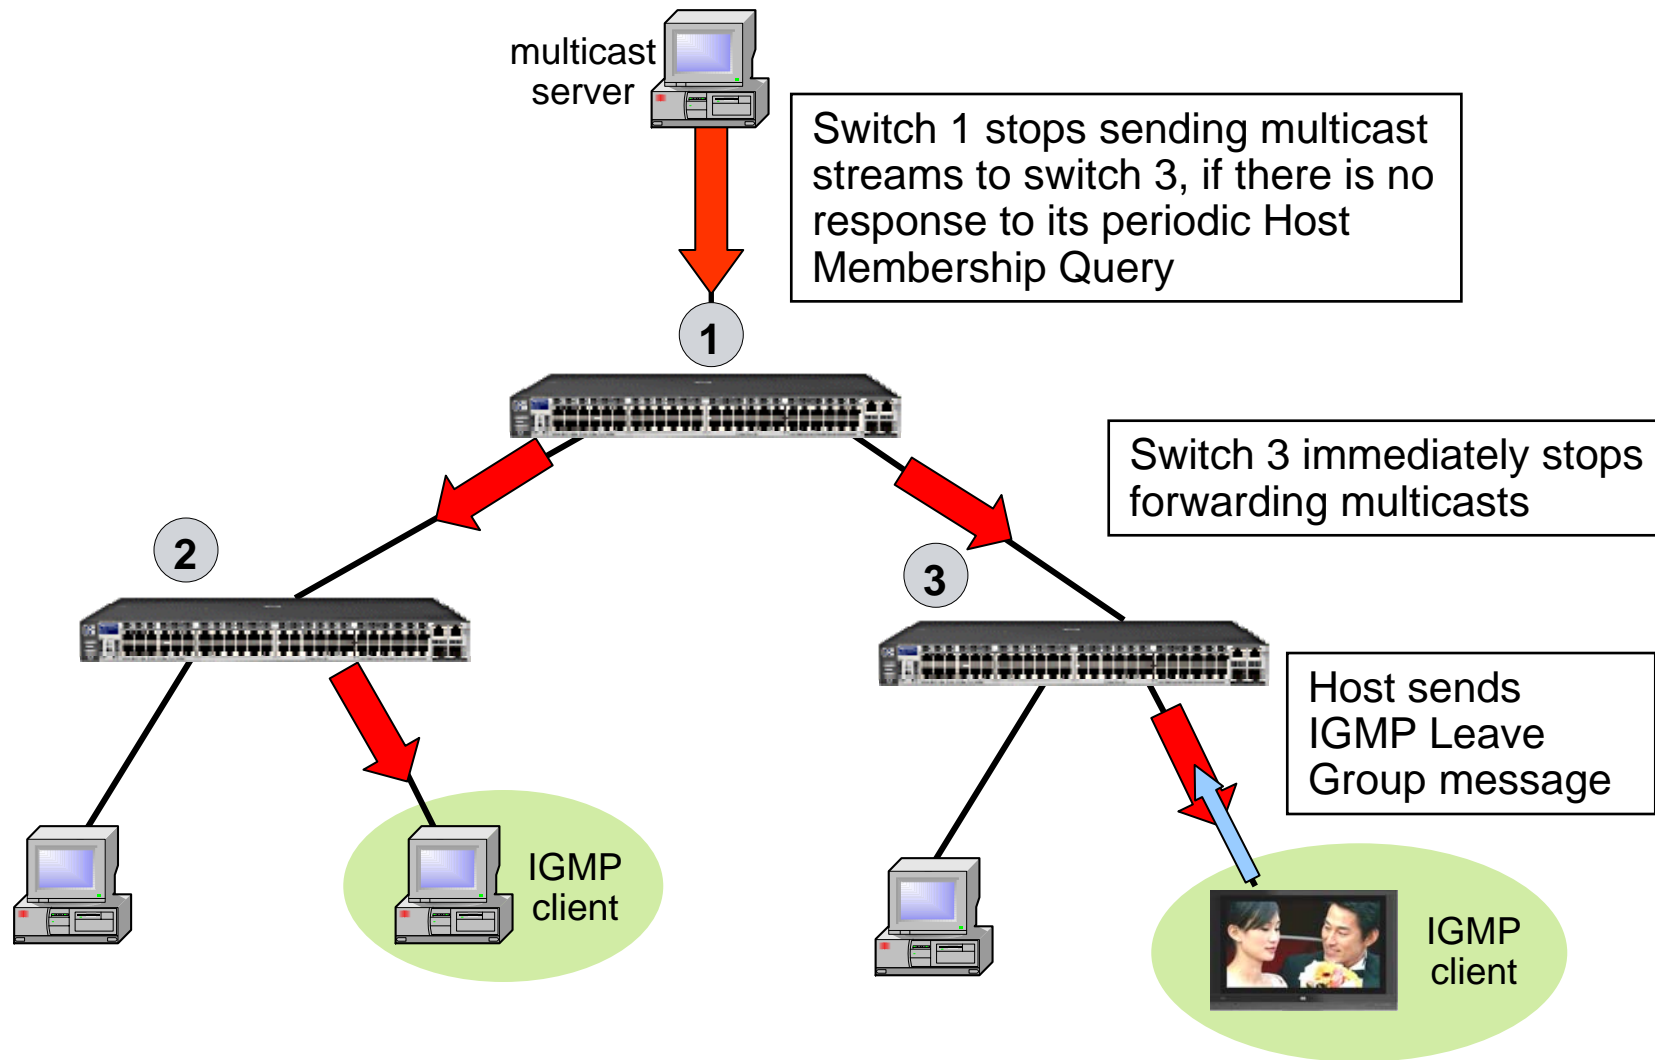 multicast
server
Switch 1 stops sending multicast
streams to switch 3, if there is no
response to its periodic Host
Membership Query
1
Switch 3 immediately stops
forwarding multicasts
2
3
Host sends
IGMP Leave
Group message
IGMP
client
IGMP
client